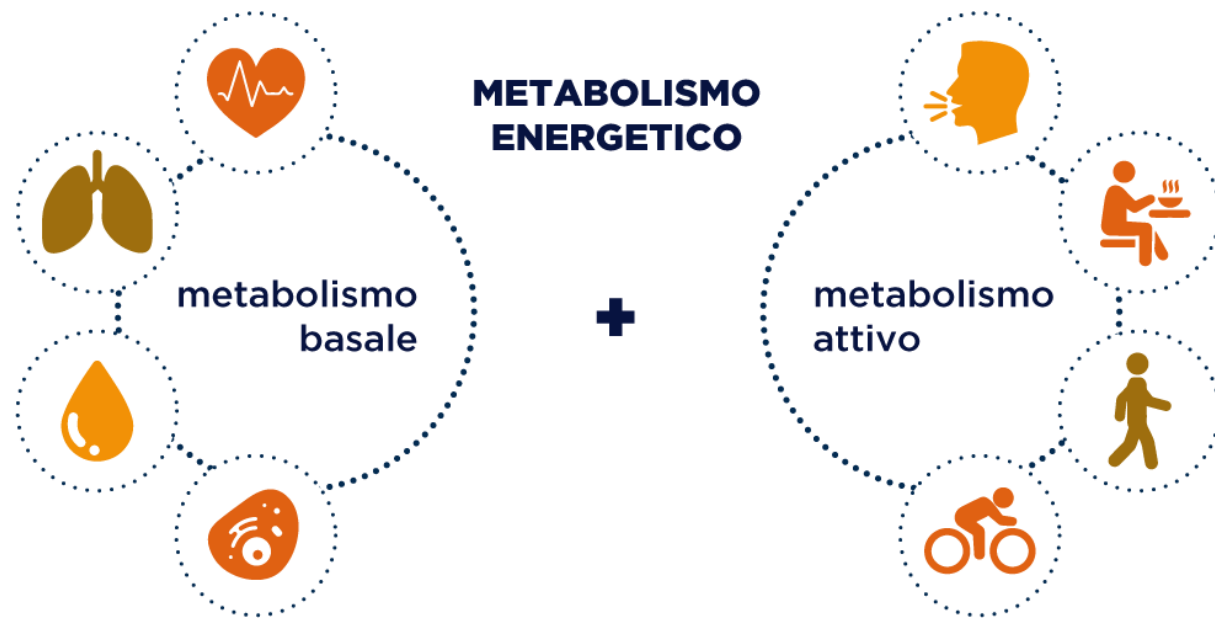 METABOLISMO
ENERGETICO
metabolismo
basale
+
metabolismo
attivo